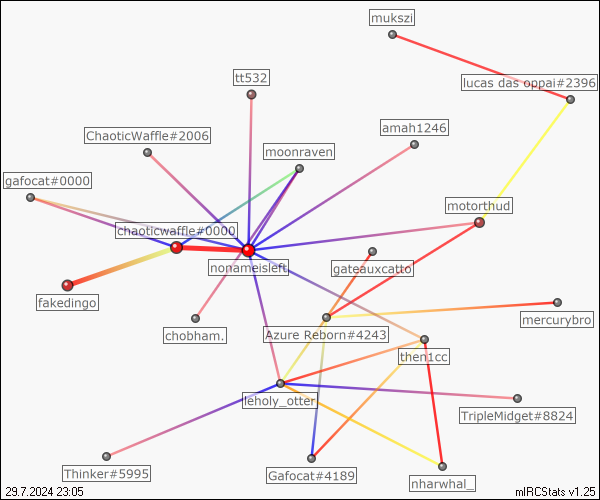 mukszi
tt532
lucas das oppai#2396
ChaoticWaffle#2006
amah1246
moonraven
gafocat#0000
motorthud
chaoticwaffle#0000
nonameisleft
gateauxcatto
fakedingo
mercurybro
chobham.
Azure Reborn#4243
then1cc
leholy_otter
TripleMidget#8824
Thinker#5995
Gafocat#4189
nharwhal_
29.7.2024 23:05
mIRCStats v1.25